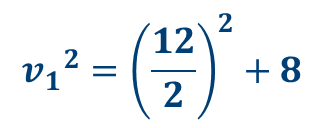 v₁² = (12/2)² + 8